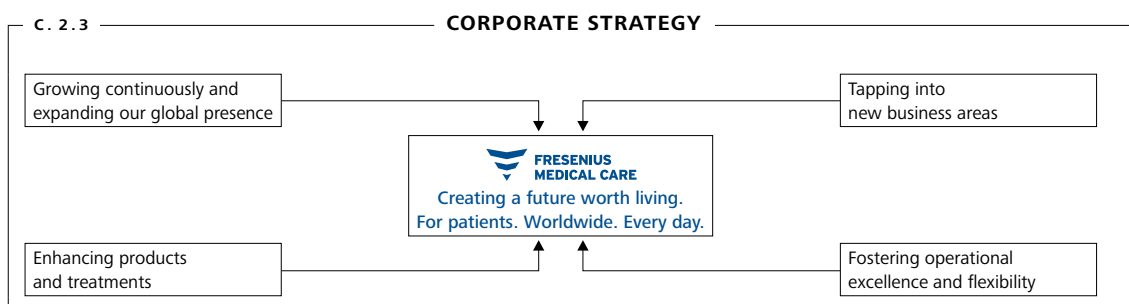 C. 2.3
CORPORATE STRATEGY
Growing continuously and
expanding our global presence
Tapping into
new business areas
FRESENIUS
MEDICAL CARE
Creating a future worth living.
For patients. Worldwide. Every day.
Enhancing products
and treatments
Fostering operational
excellence and flexibility